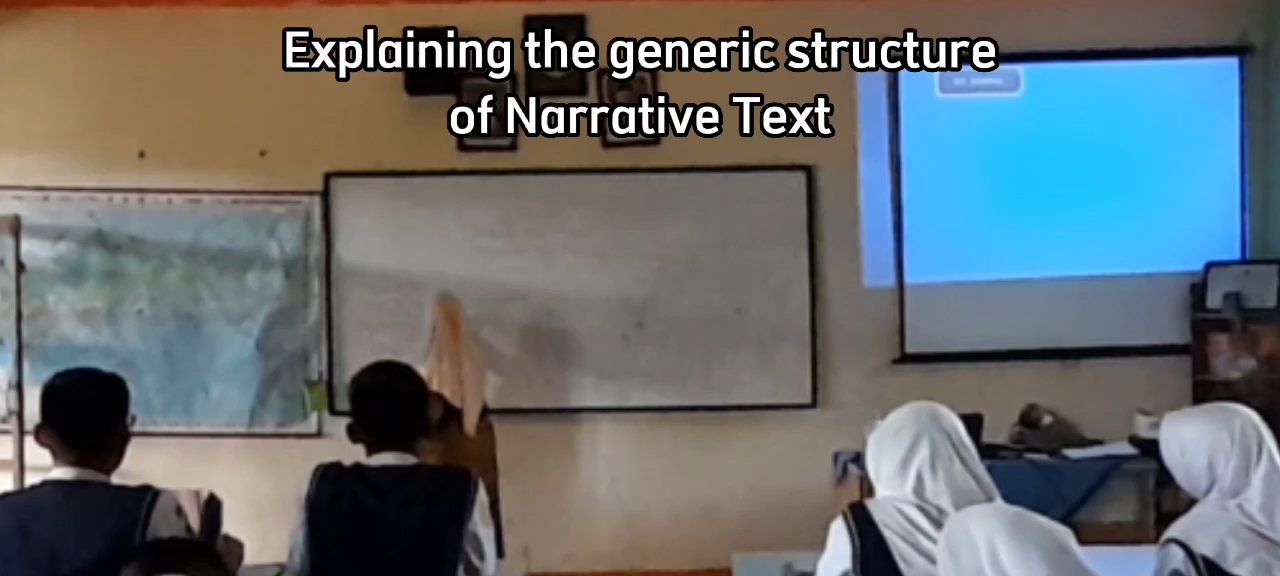 Explaining the generic structure
of Narrative Text